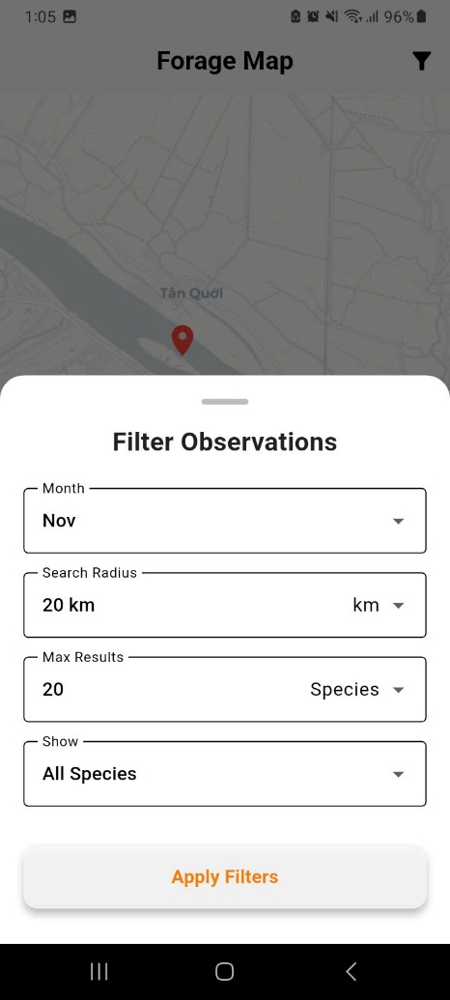 1:05 96%
Forage Map
Tân Quới
Filter Observations
Month
Nov
Search Radius
20 km km
Max Results
20 Species
Show
All Species
Apply Filters